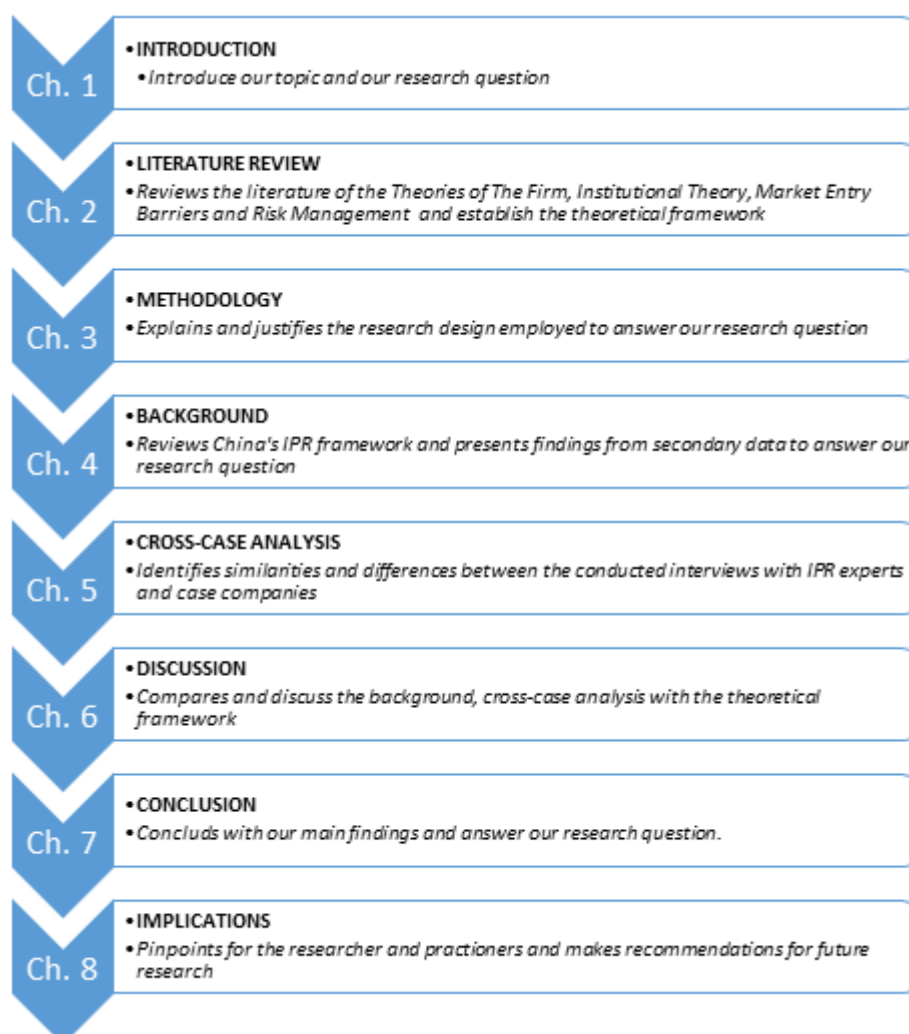 Ch. 1
•INTRODUCTION
•Introduce our topic and our research question
Ch. 2
•LITERATURE REVIEW
•Reviews the literature of the Theories of The Firm, Institutional Theory, Market Entry
Barriers and Risk Management and establish the theoretical framework
Ch. 3
•METHODOLOGY
•Explains and justifies the research design employed to answer our research question
Ch. 4
•BACKGROUND
•Reviews China's IPR framework and presents findings from secondary data to answer our
research question
Ch. 5
•CROSS-CASE ANALYSIS
•Identifies similarities and differences between the conducted interviews with IPR experts
and case companies
Ch. 6
•DISCUSSION
•Compares and discuss the background, cross-case analysis with the theoretical
framework
Ch. 7
•CONCLUSION
•Concluds with our main findings and answer our research question.
Ch. 8
•IMPLICATIONS
•Pinpoints for the researcher and practioners and makes recommendations for future
research